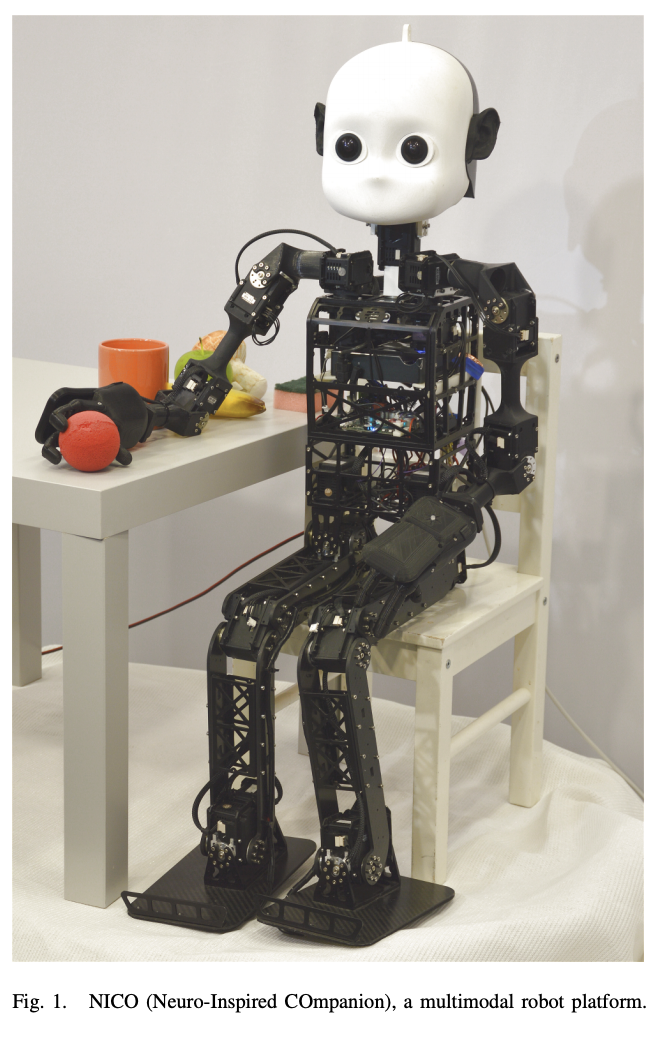 Fig. 1. NICO (Neuro-Inspired COmpanion), a multimodal robot platform.